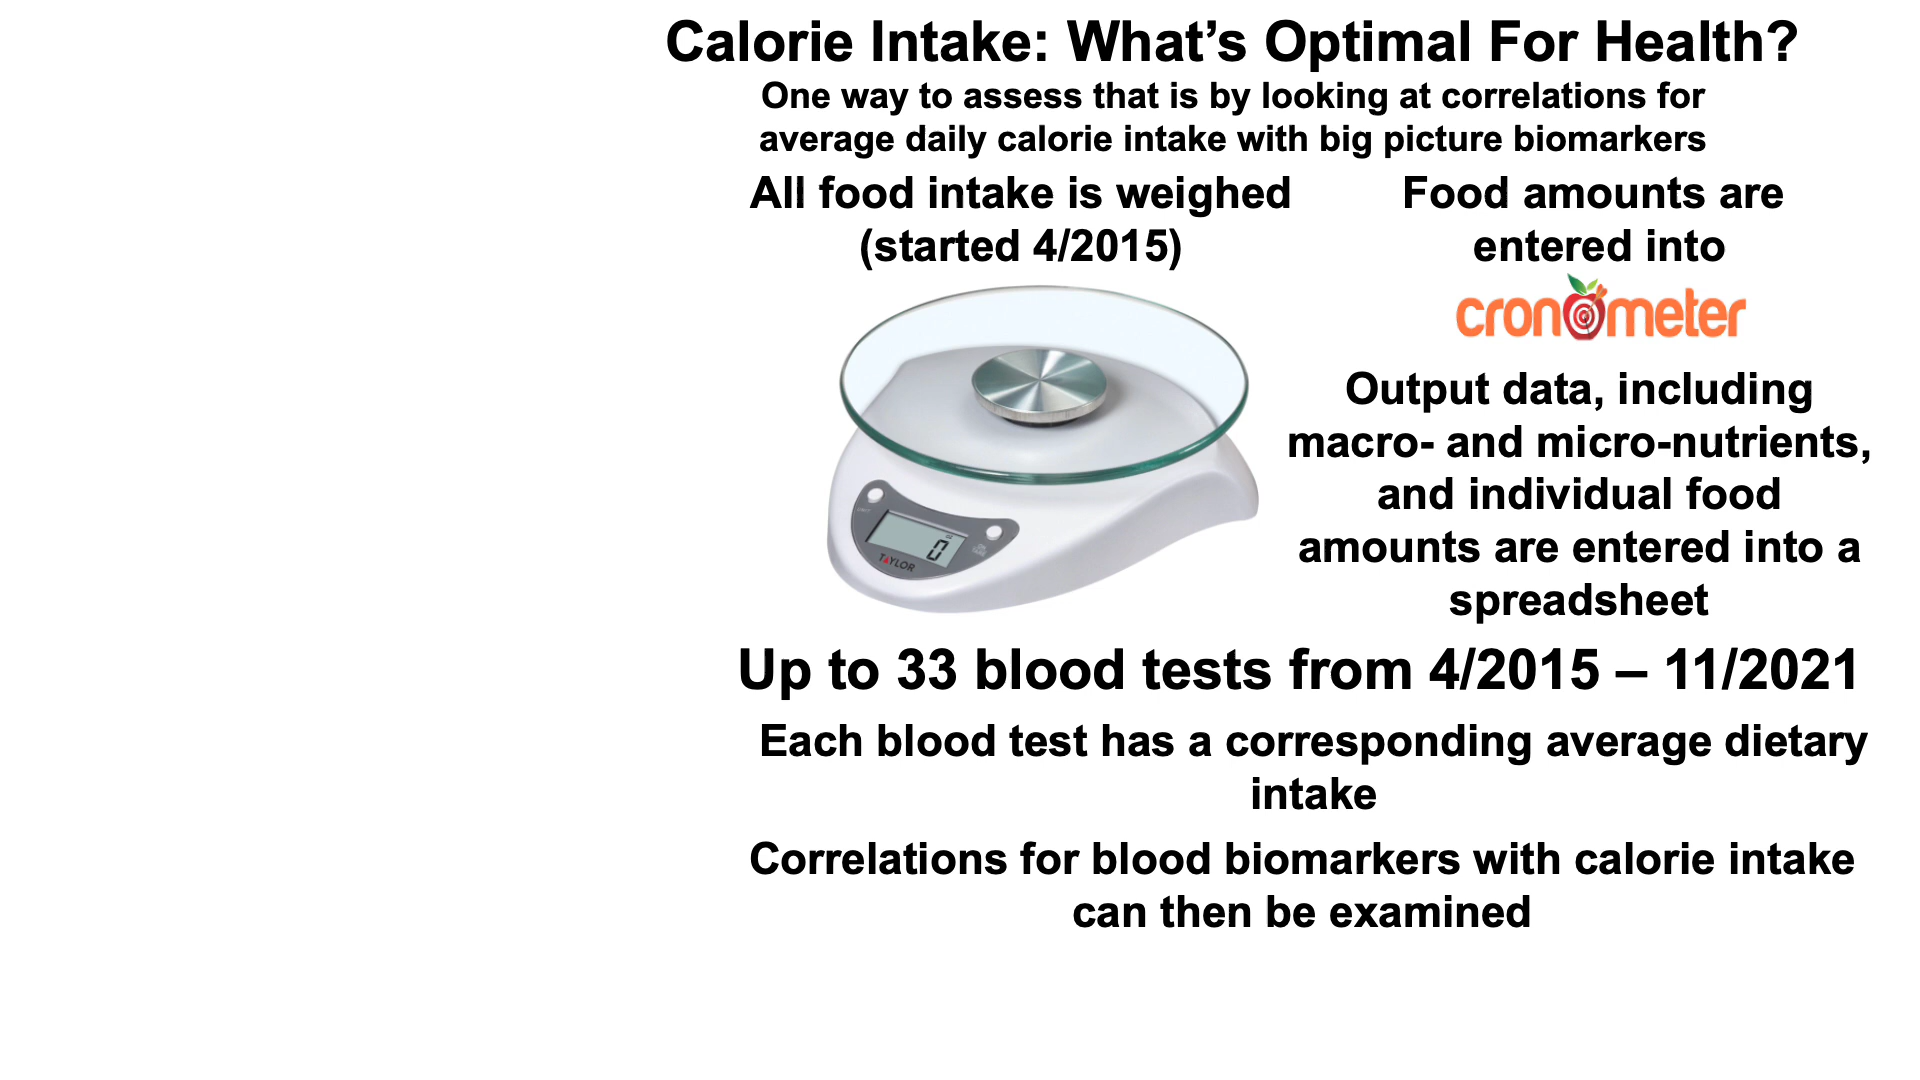 Calorie Intake: What’s Optimal For Health?
One way to assess that is by looking at correlations for
average daily calorie intake with big picture biomarkers
All food intake is weighed
(started 4/2015)
Food amounts are
entered into
cronometer
Output data, including
macro- and micro-nutrients,
and individual food
amounts are entered into a
spreadsheet
0
TAYLOR
Up to 33 blood tests from 4/2015 – 11/2021
Each blood test has a corresponding average dietary
intake
Correlations for blood biomarkers with calorie intake
can then be examined